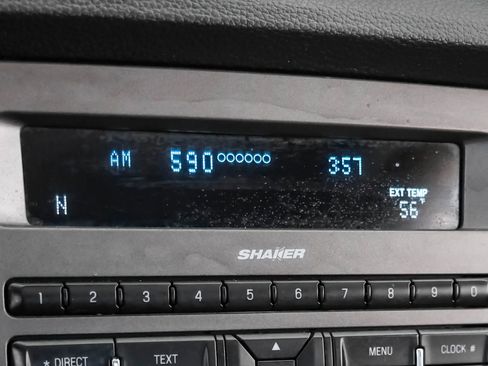 AM 590°°°°°° 357
EXT TEMP
N 56°F
SHAKER
1 2 3 4 5 6 7 8 9 0
* DIRECT TEXT ▲ MENU CLOCK #